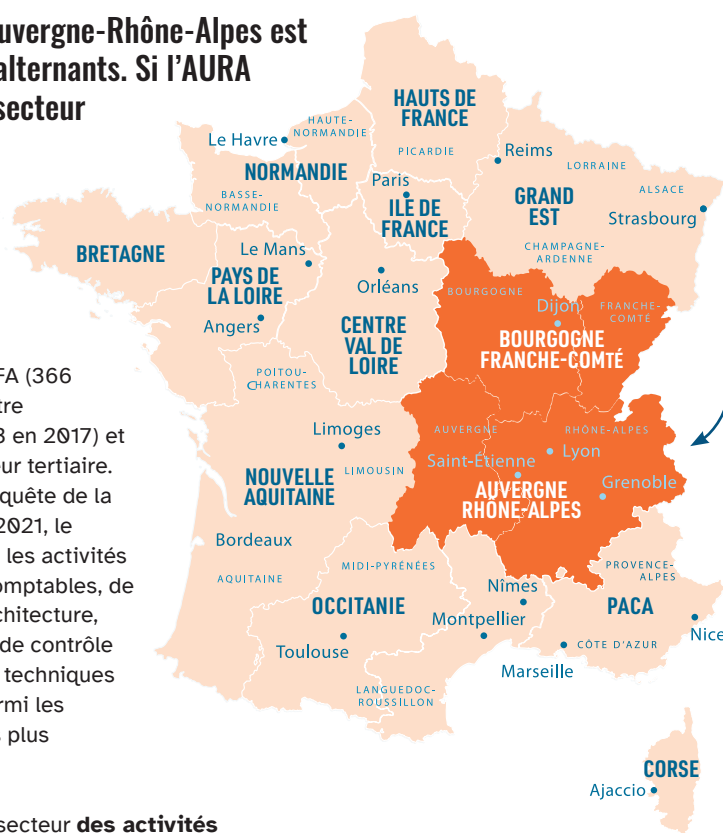 uvergne-Rhône-Alpes est
alternants. Si l'AURA
secteur
FA (366
tre
3 en 2017) et
ur tertiaire.
quête de la
2021, le
les activités
omptables, de
chitecture,
de contrôle
techniques
rmi les
s plus
secteur des activités
HAUTS DE
FRANCE
PICARDIE
HAUTE-
NORMANDIE
Le Havre
NORMANDIE
BASSE-
NORMANDIE
Reims
LORRAINE
ALSACE
GRAND
EST
Strasbourg
CHAMPAGNE-
ARDENNE
Paris
ILE DE
FRANCE
BRETAGNE
Le Mans
PAYS DE
LA LOIRE
Angers
Orléans
CENTRE
VAL DE
LOIRE
BOURGOGNE
Dijon
FRANCHE-
COMTÉ
BOURGOGNE
FRANCHE-COMTÉ
POITOU-
CHARENTES
Limoges
LIMOUSIN
NOUVELLE
AQUITAINE
Bordeaux
AQUITAINE
AUVERGNE
RHÔNE-ALPES
Lyon
Saint-Étienne
Grenoble
AUVERGNE
RHÔNE-ALPES
MIDI-PYRÉNÉES
OCCITANIE
Toulouse
Nîmes
Montpellier
LANGUEDOC-
ROUSSILLON
PROVENCE-
ALPES
PACA
CÔTE D'AZUR
Nice
Marseille
CORSE
Ajaccio